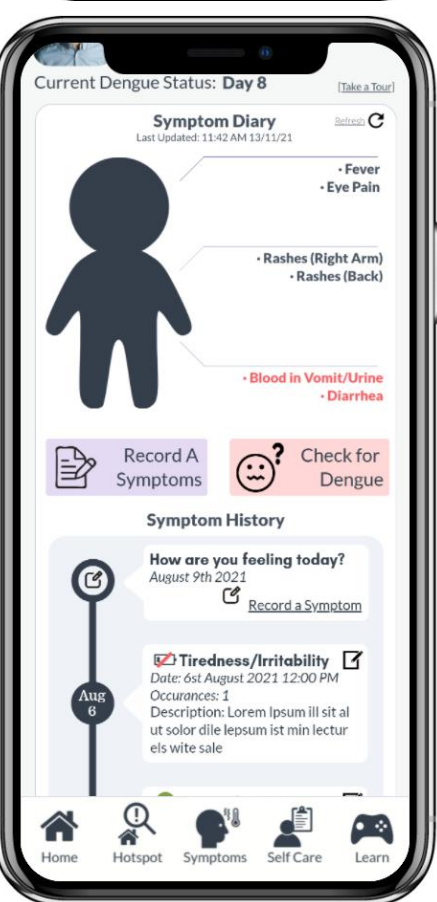 Current Dengue Status: Day 8
[Take a Tour]
Symptom Diary
Refresh
Last Updated: 11:42 AM 13/11/21
· Fever
· Eye Pain
· Rashes (Right Arm)
· Rashes (Back)
· Blood in Vomit/Urine
· Diarrhea
Record A
Symptoms
?
Check for
Dengue
Symptom History
How are you feeling today?
August 9th 2021
Record a Symptom
Aug
6
Tiredness/Irritability
Date: 6st August 2021 12:00 PM
Occurances: 1
Description: Lorem Ipsum ill sit al
ut solor dile lepsum ist min lectur
els wite sale
Home
Hotspot
Symptoms
Self Care
Learn